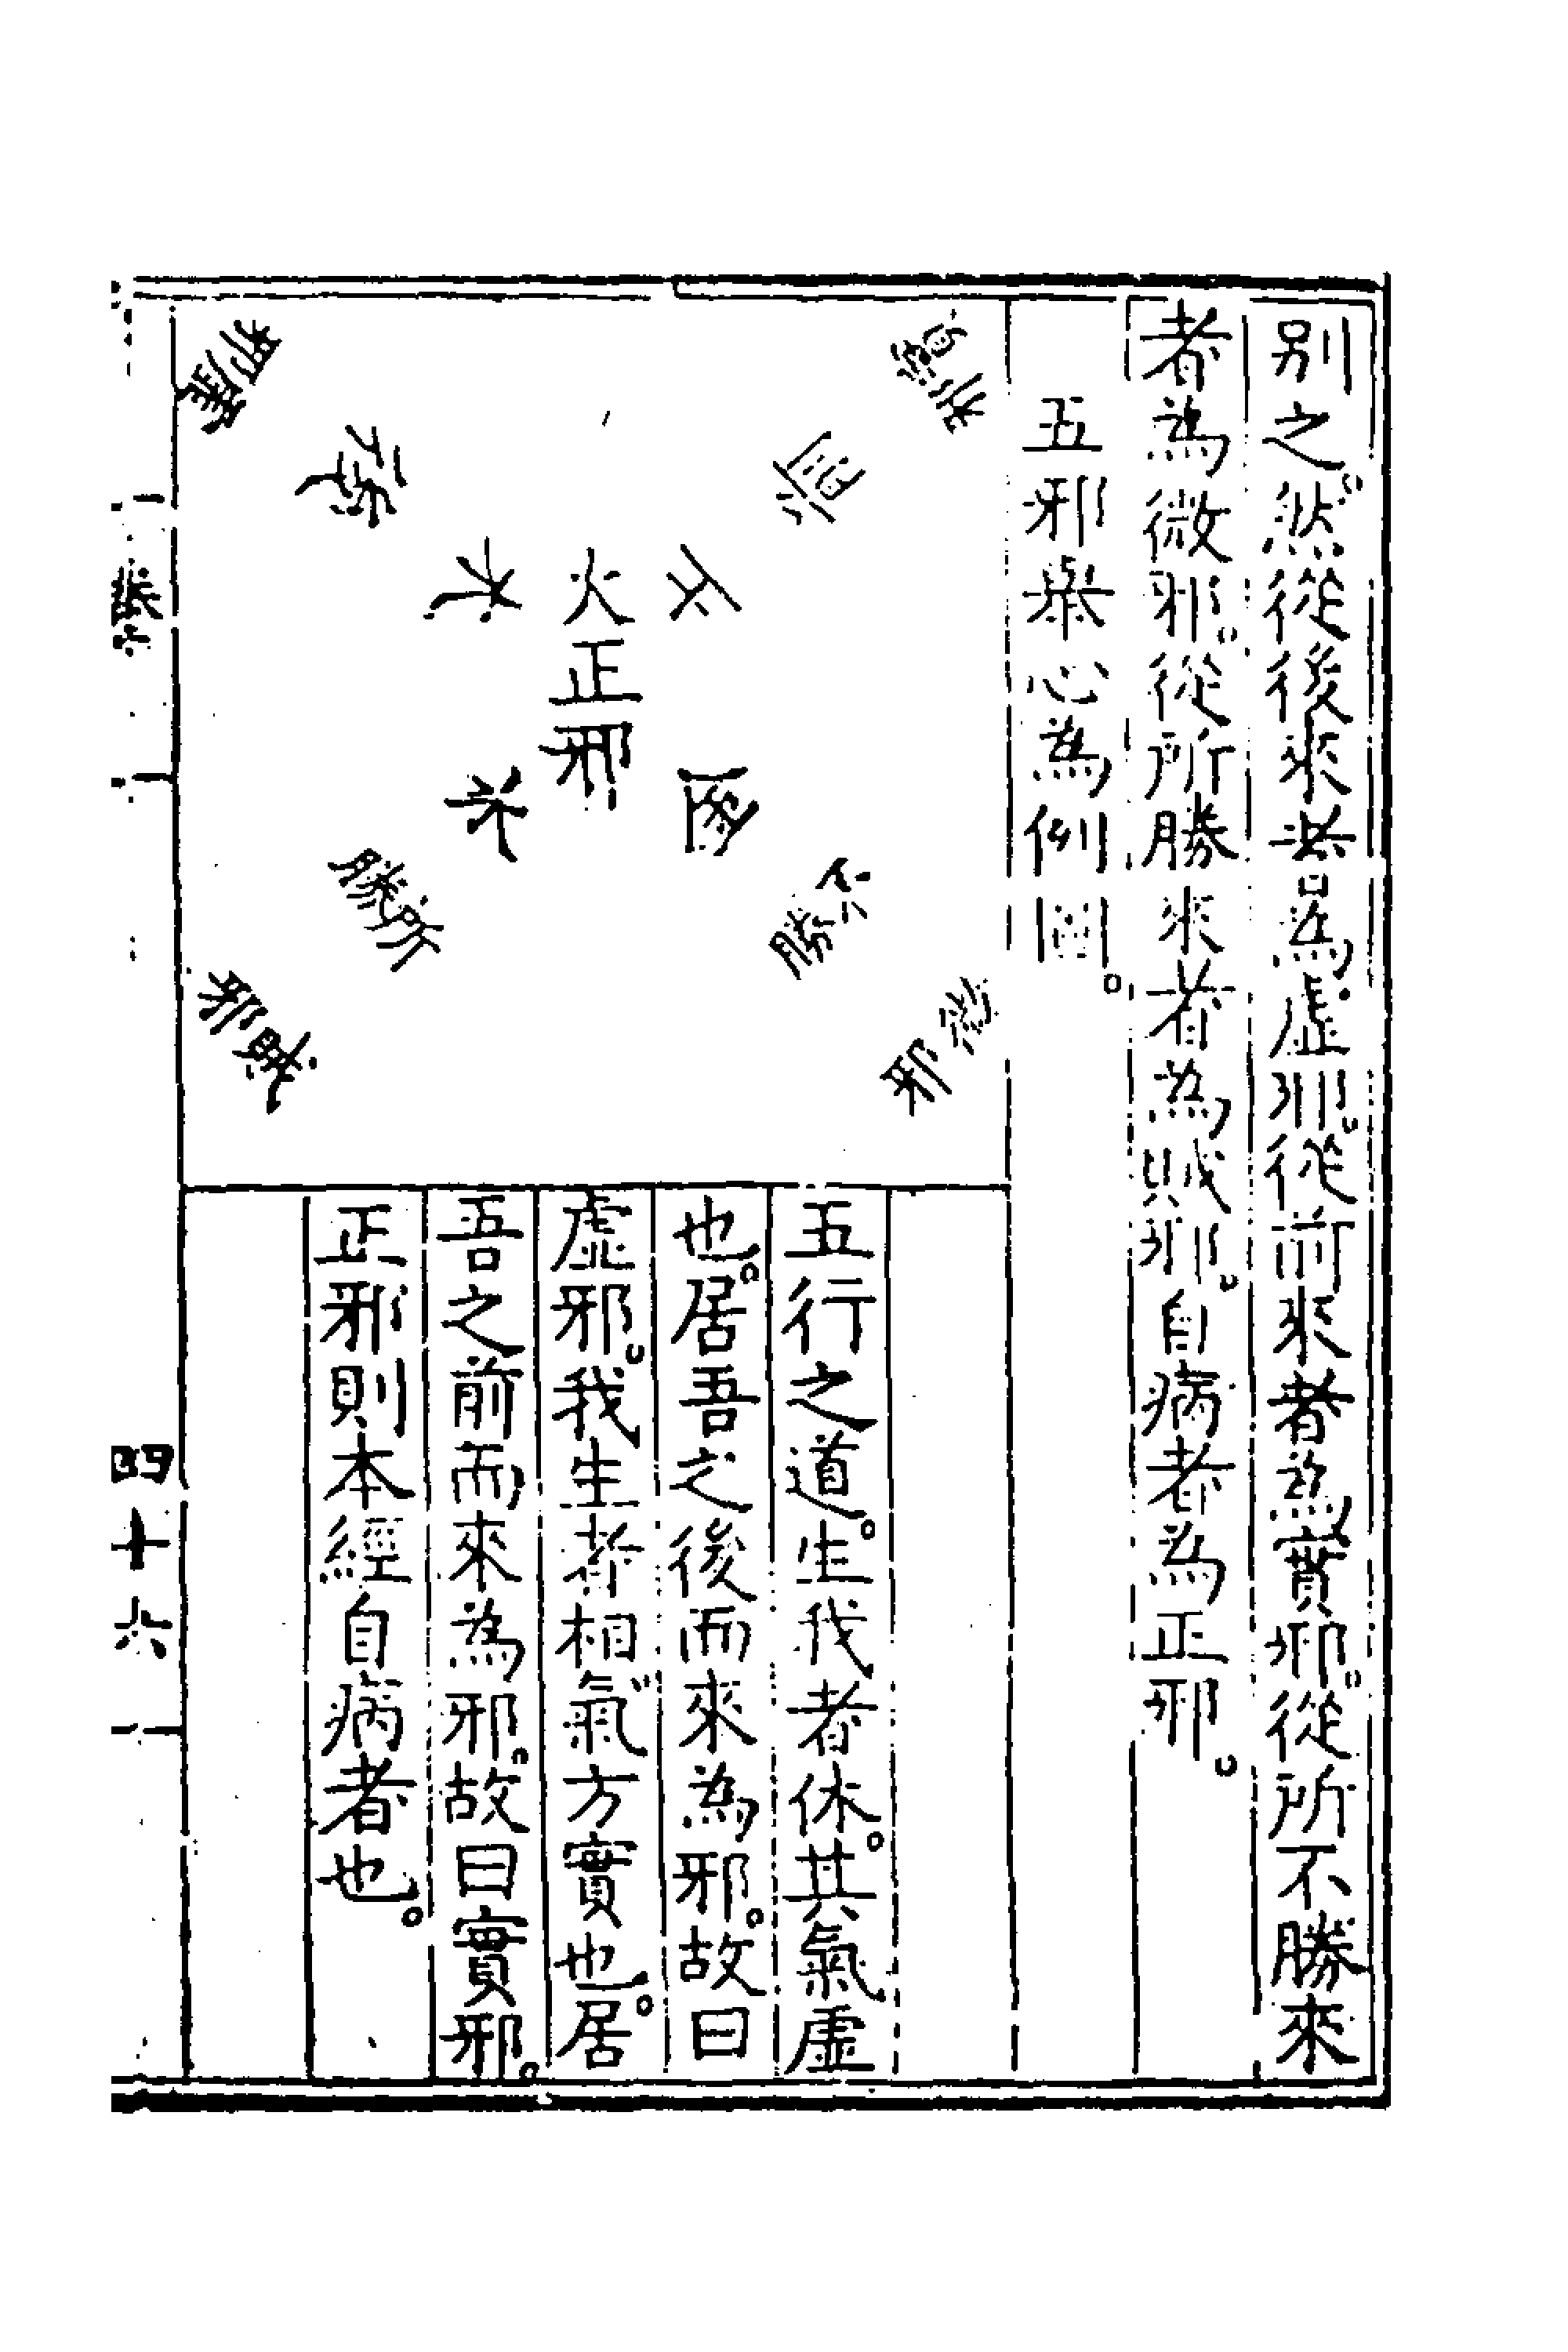 別之。然從後來者為虛邪。從前來者為實邪。從所不勝來
者為微邪。從所勝來者為賊邪。自病者為正邪。
五邪舉心為例圖。
實邪
前
土
火
正邪
木
後
虛邪
金
不勝
微邪
水
所勝
賊邪
五行之道。生我者休。其氣虛
也。居吾之後而來為邪。故曰
虛邪。我生者相氣方實也。居
吾之前而來為邪。故曰實邪。
正邪則本經自病者也。
四十六